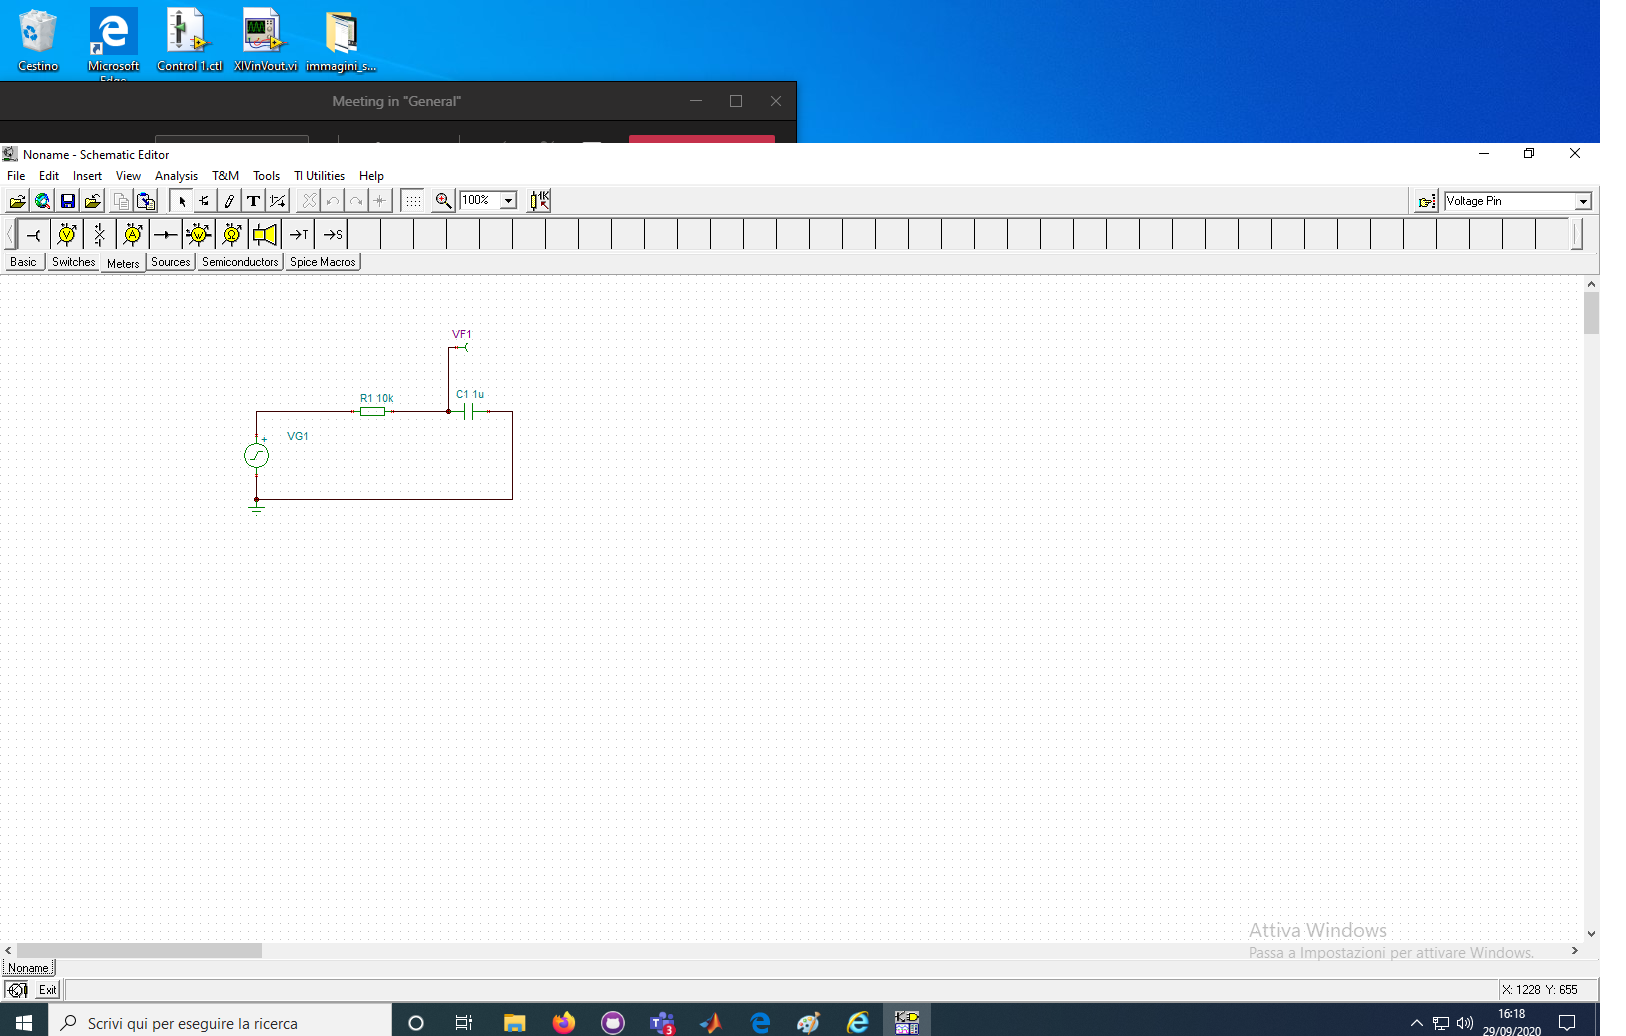 Cestino
Microsoft
Edge
Control 1.ctl
XIVinVout.vi
immagini_s...
Meeting in "General"
Noname - Schematic Editor
File Edit Insert View Analysis T&M Tools TI Utilities Help
100%
1K
Voltage Pin
Basic Switches Meters Sources Semiconductors Spice Macros
VF1
R1 10k
C1 1u
+
VG1
Attiva Windows
Passa a Impostazioni per attivare Windows.
Noname
Exit
X: 1228 Y: 655
Scrivi qui per eseguire la ricerca
3
16:18
29/09/2020